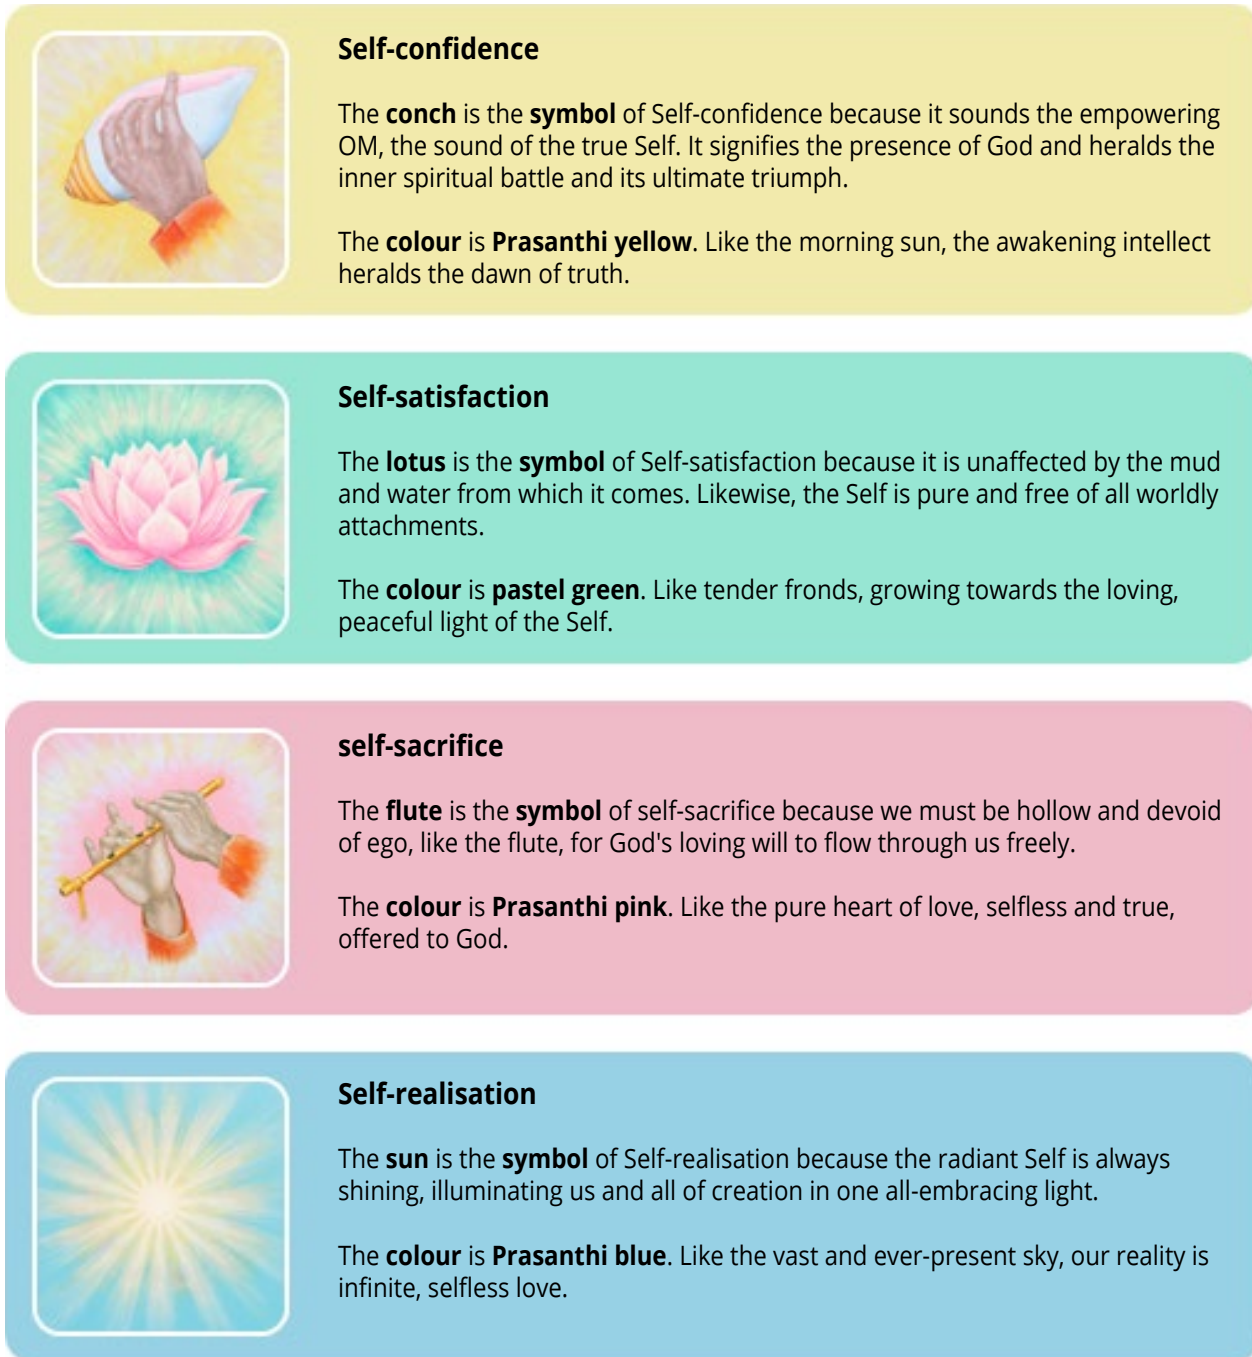 Self-confidence
The conch is the symbol of Self-confidence because it sounds the empowering
OM, the sound of the true Self. It signifies the presence of God and heralds the
inner spiritual battle and its ultimate triumph.
The colour is Prasanthi yellow. Like the morning sun, the awakening intellect
heralds the dawn of truth.
Self-satisfaction
The lotus is the symbol of Self-satisfaction because it is unaffected by the mud
and water from which it comes. Likewise, the Self is pure and free of all worldly
attachments.
The colour is pastel green. Like tender fronds, growing towards the loving,
peaceful light of the Self.
self-sacrifice
The flute is the symbol of self-sacrifice because we must be hollow and devoid
of ego, like the flute, for God's loving will to flow through us freely.
The colour is Prasanthi pink. Like the pure heart of love, selfless and true,
offered to God.
Self-realisation
The sun is the symbol of Self-realisation because the radiant Self is always
shining, illuminating us and all of creation in one all-embracing light.
The colour is Prasanthi blue. Like the vast and ever-present sky, our reality is
infinite, selfless love.